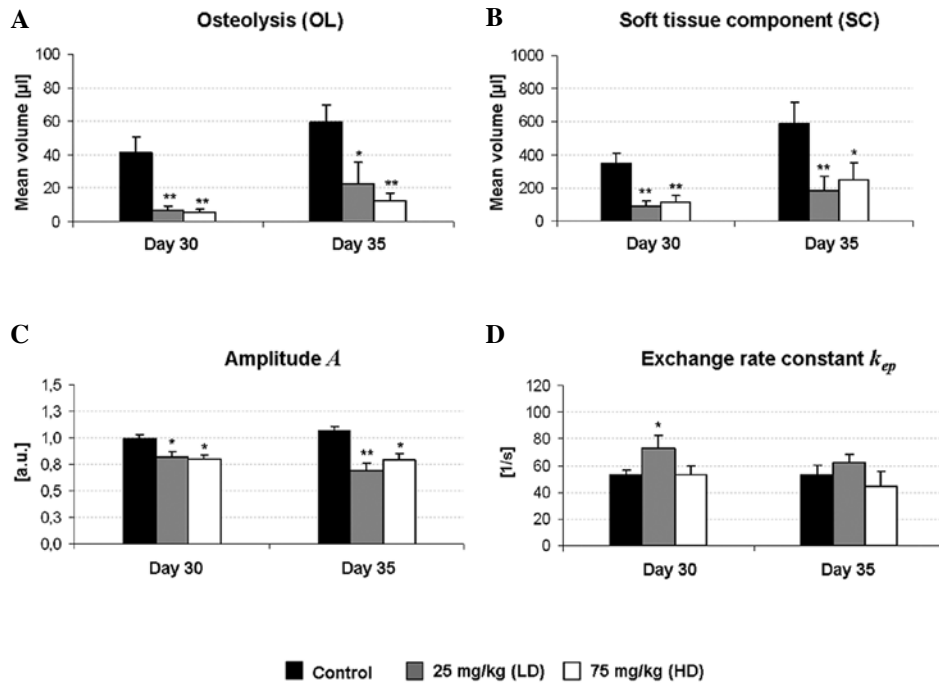 A
Osteolysis (OL)
Mean volume [µl]
100
80
60
40
20
0
** ** * **
Day 30 Day 35
B
Soft tissue component (SC)
Mean volume [µl]
1000
800
600
400
200
0
** ** ** *
Day 30 Day 35
C
Amplitude A
[a.u.]
1,5
1,3
1,0
0,8
0,5
0,3
0,0
* * ** *
Day 30 Day 35
D
Exchange rate constant kep
[1/s]
120
100
80
60
40
20
0
*
Day 30 Day 35
Control 25 mg/kg (LD) 75 mg/kg (HD)